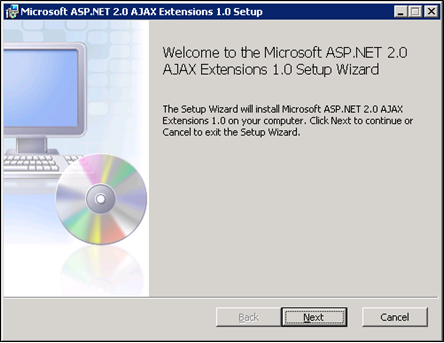 Microsoft ASP.NET 2.0 AJAX Extensions 1.0 Setup
Welcome to the Microsoft ASP.NET 2.0
AJAX Extensions 1.0 Setup Wizard
The Setup Wizard will install Microsoft ASP.NET 2.0 AJAX
Extensions 1.0 on your computer. Click Next to continue or
Cancel to exit the Setup Wizard.
Back Next Cancel